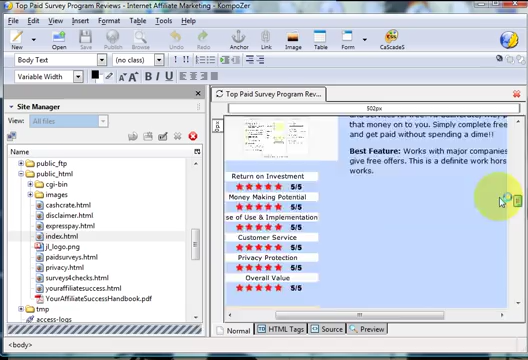 Top Paid Survey Program Reviews - Internet Affiliate Marketing - KompoZer
File Edit View Insert Format Table Tools Help
New Open Save Publish Browse Undo Redo Anchor Link Image Table Form CaScadeS
Body Text (no class)
Variable Width
Site Manager
View: All files
Name
public_ftp
public_html
cgi-bin
images
cashcrate.html
disclaimer.html
expresspay.html
index.html
jl_logo.png
paidsurveys.html
privacy.html
surveys4checks.html
youraffiliatesuccess.html
YourAffiliateSuccessHandbook.pdf
tmp
access-logs
Top Paid Survey Program Rev...
502px
that money on to you. Simply complete free
and get paid without spending a dime!!
Best Feature: Works with major companies
give free offers. This is a definite work hors
works.
Return on Investment
5/5
Money Making Potential
5/5
se of Use & Implementation
5/5
Customer Service
5/5
Privacy Protection
5/5
Overall Value
5/5
Normal HTML Tags Source Preview
<body>